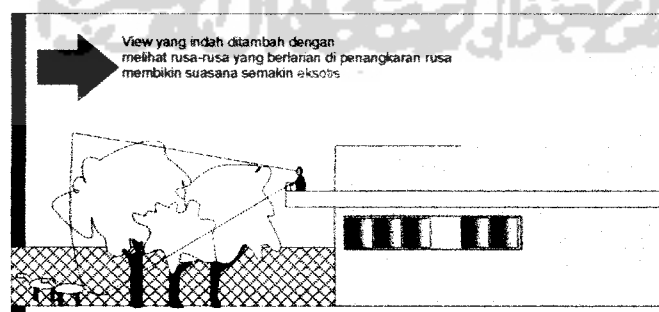 View yang indah ditambah dengan
melihat rusa-rusa yang berlarian di penangkaran rusa
membikin suasana semakin eksotis